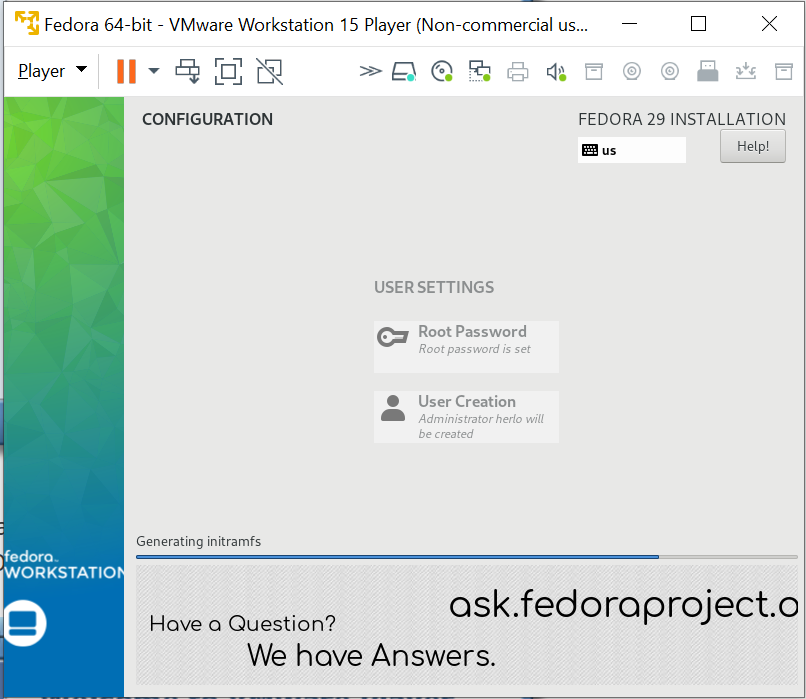 Fedora 64-bit - VMware Workstation 15 Player (Non-commercial us...
Player
CONFIGURATION
FEDORA 29 INSTALLATION
us
Help!
USER SETTINGS
Root Password
Root password is set
User Creation
Administrator herlo will
be created
Generating initramfs
fedora
WORKSTATION
ask.fedoraproject.o
Have a Question?
We have Answers.